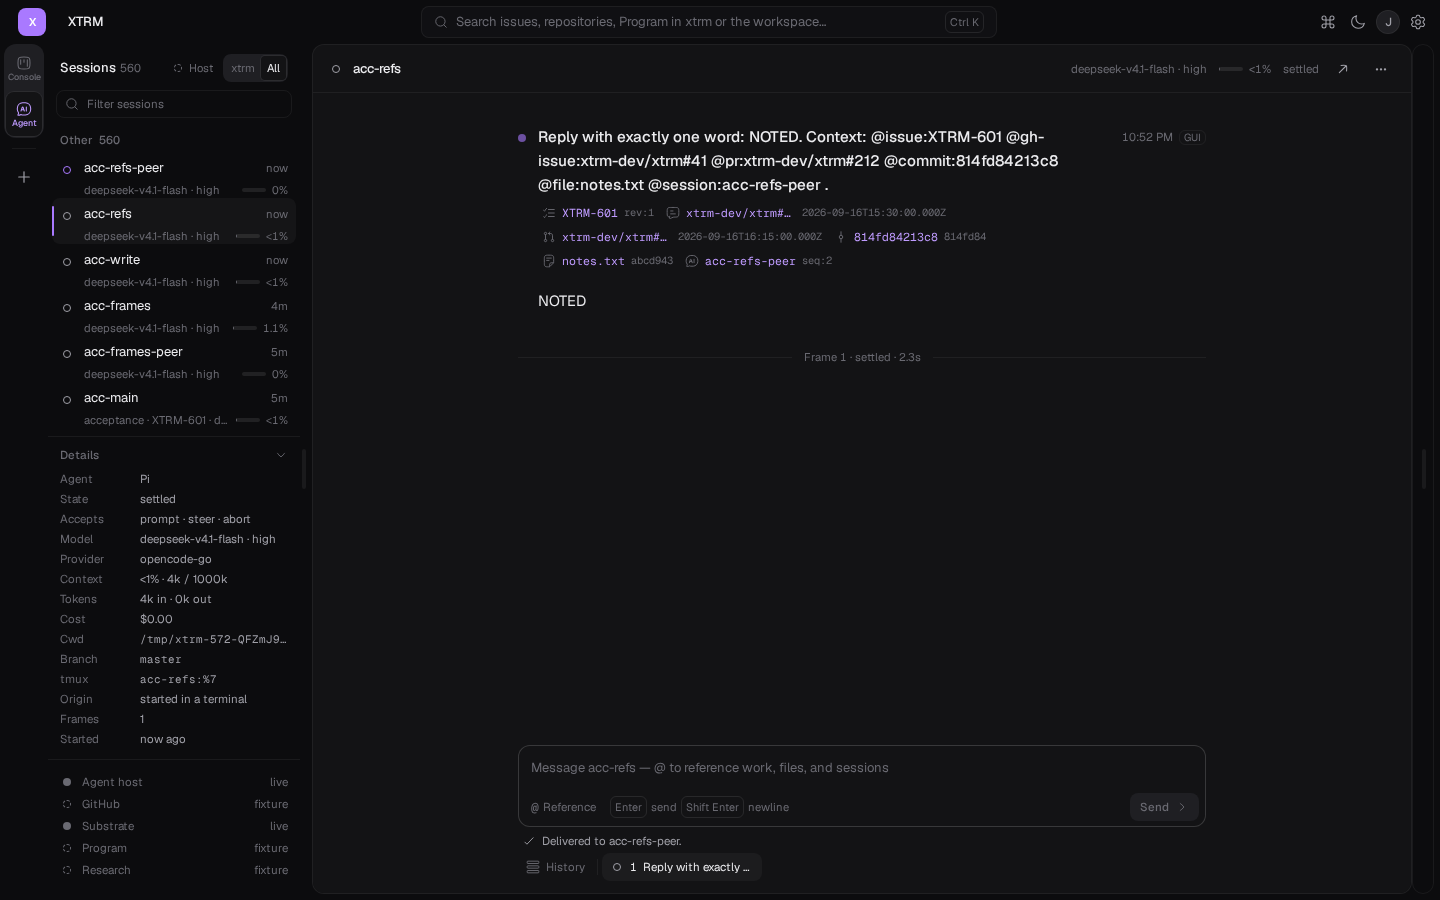 X XTRM
Search issues, repositories, Program in xtrm or the workspace... Ctrl K
J
Console
AI
Agent
Sessions 560 Host xtrm All
Filter sessions
Other 560
acc-refs-peer now
deepseek-v4.1-flash · high 0%
acc-refs now
deepseek-v4.1-flash · high <1%
acc-write now
deepseek-v4.1-flash · high <1%
acc-frames 4m
deepseek-v4.1-flash · high 1.1%
acc-frames-peer 5m
deepseek-v4.1-flash · high 0%
acc-main 5m
acceptance · XTRM-601 · d... <1%
Details
Agent Pi
State settled
Accepts prompt · steer · abort
Model deepseek-v4.1-flash · high
Provider opencode-go
Context <1% · 4k / 1000k
Tokens 4k in · 0k out
Cost $0.00
Cwd /tmp/xtrm-572-QFZmJ9...
Branch master
tmux acc-refs:%7
Origin started in a terminal
Frames 1
Started now ago
Agent host live
GitHub fixture
Substrate live
Program fixture
Research fixture
acc-refs deepseek-v4.1-flash · high <1% settled
Reply with exactly one word: NOTED. Context: @issue:XTRM-601 @gh-
issue:xtrm-dev/xtrm#41 @pr:xtrm-dev/xtrm#212 @commit:814fd84213c8
@file:notes.txt @session:acc-refs-peer .
10:52 PM GUI
XTRM-601 rev:1 xtrm-dev/xtrm#... 2026-09-16T15:30:00.000Z
xtrm-dev/xtrm#... 2026-09-16T16:15:00.000Z 814fd84213c8 814fd84
notes.txt abcd943 AI acc-refs-peer seq:2
NOTED
Frame 1 · settled · 2.3s
Message acc-refs — @ to reference work, files, and sessions
@ Reference Enter send Shift Enter newline Send
Delivered to acc-refs-peer.
History 1 Reply with exactly ...